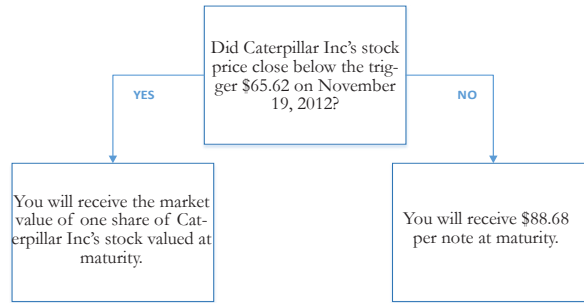 Did Caterpillar Inc's stock
price close below the trig-
ger $65.62 on November
19, 2012?
YES
NO
You will receive the market
value of one share of Cat-
erpillar Inc's stock valued at
maturity.
You will receive $88.68
per note at maturity.